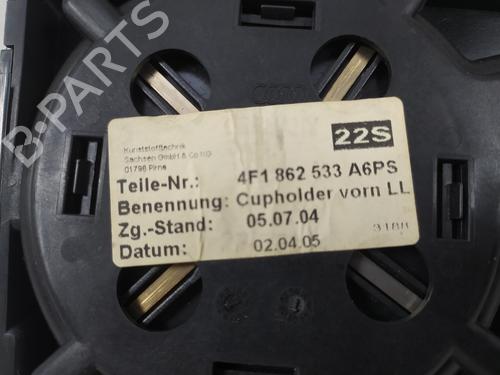 Kunststofftechnik
Sachsen GmbH & Co KG
01796 Pirna
22S
Teile-Nr.: 4F1 862 533 A6PS
Benennung: Cupholder vorn LL
Zg.-Stand: 05.07.04
Datum: 02.04.05